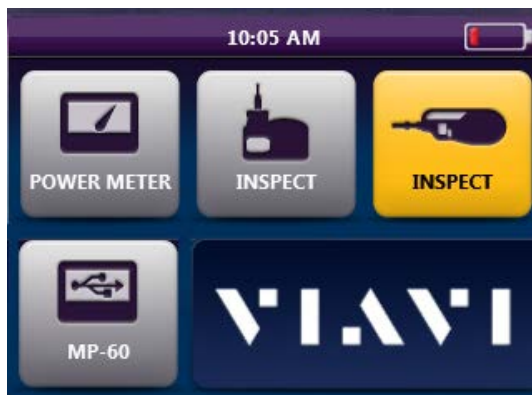 10:05 AM
POWER METER
INSPECT
INSPECT
MP-60
VIAVI